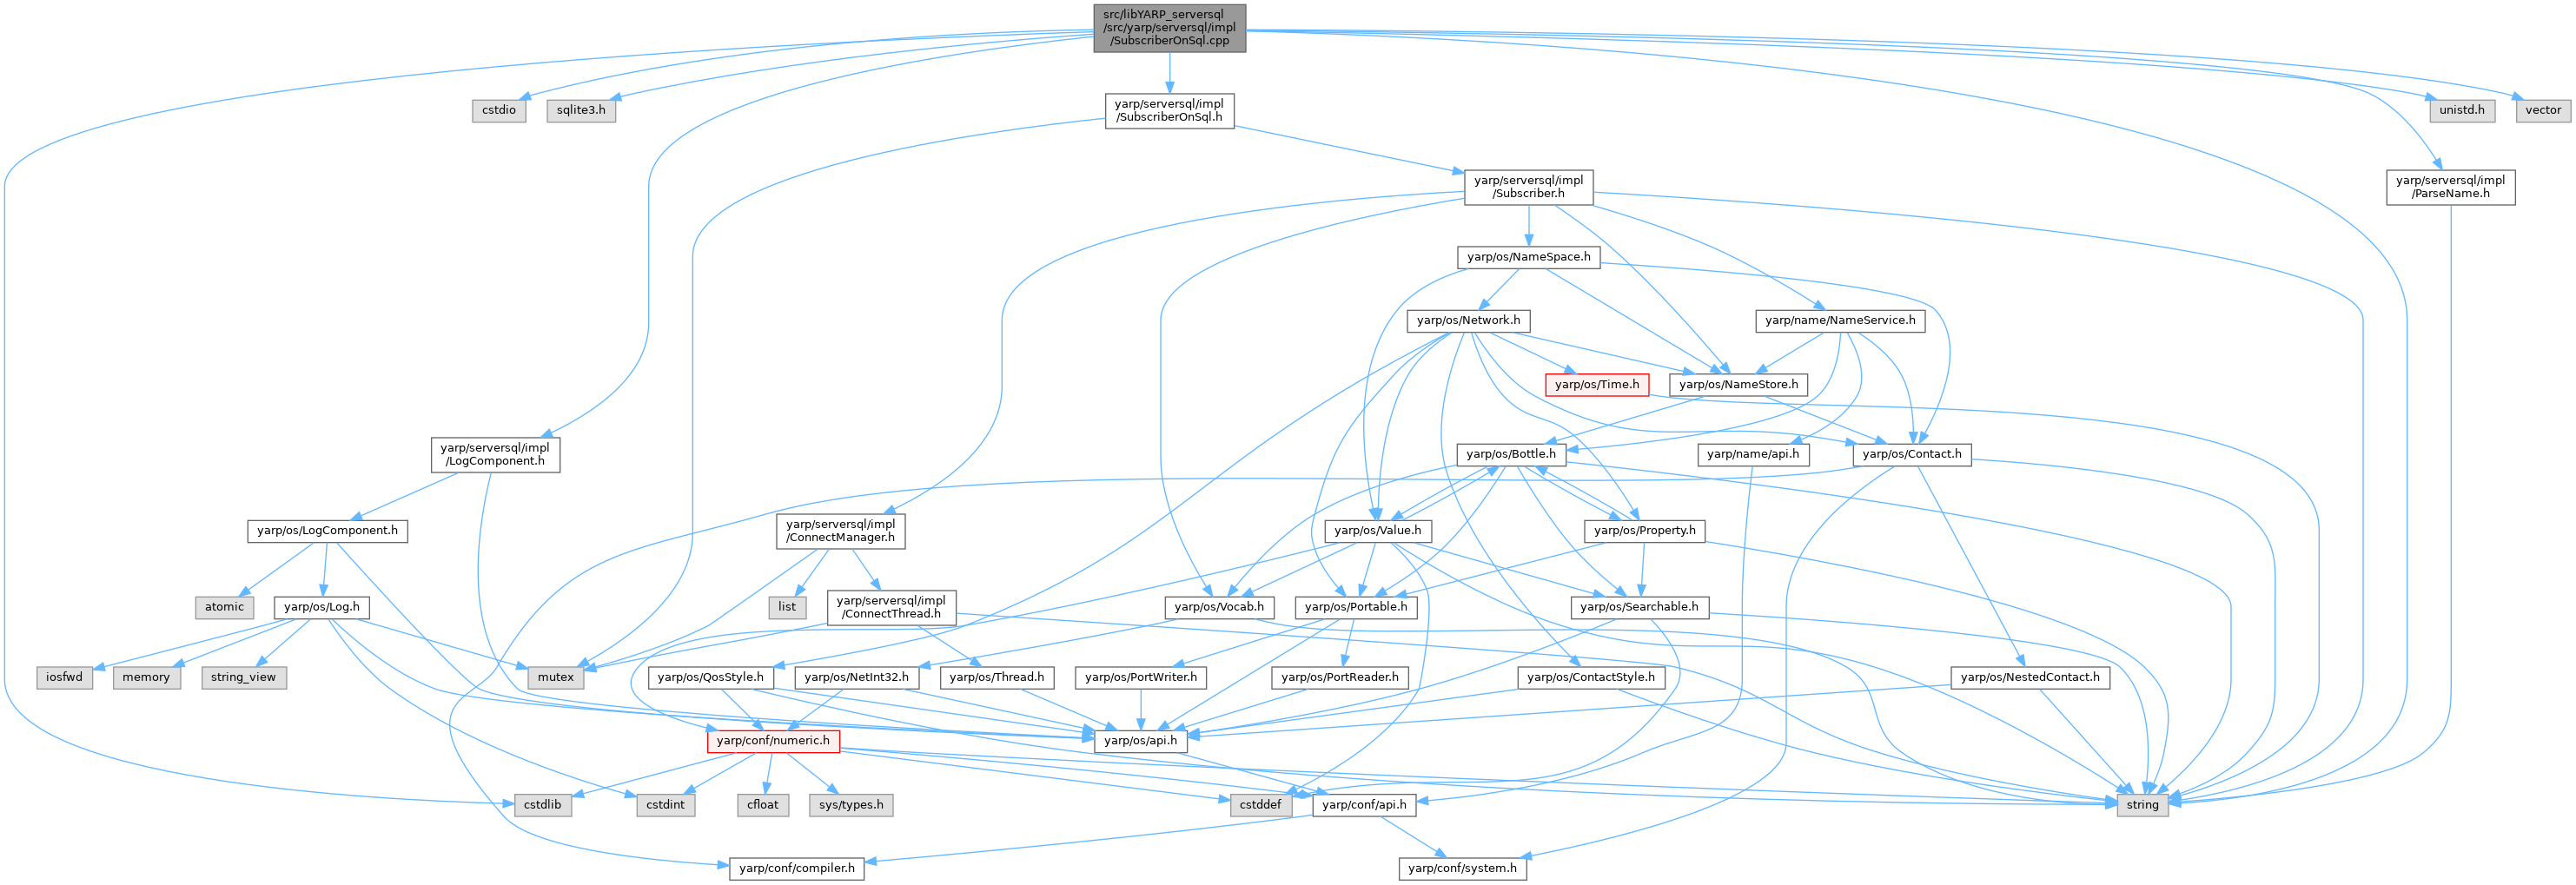 src/libYARP_serversql
/src/yarp/serversql/impl
/SubscriberOnSql.cpp
cstdio
sqlite3.h
yarp/serversql/impl
/SubscriberOnSql.h
unistd.h
vector
yarp/serversql/impl
/Subscriber.h
yarp/serversql/impl
/ParseName.h
yarp/os/NameSpace.h
yarp/os/Network.h
yarp/name/NameService.h
yarp/os/Time.h
yarp/os/NameStore.h
yarp/serversql/impl
/LogComponent.h
yarp/os/Bottle.h
yarp/name/api.h
yarp/os/Contact.h
yarp/os/LogComponent.h
yarp/serversql/impl
/ConnectManager.h
yarp/os/Value.h
yarp/os/Property.h
atomic
yarp/os/Log.h
list
yarp/serversql/impl
/ConnectThread.h
yarp/os/Vocab.h
yarp/os/Portable.h
yarp/os/Searchable.h
iosfwd
memory
string_view
mutex
yarp/os/QosStyle.h
yarp/os/NetInt32.h
yarp/os/Thread.h
yarp/os/PortWriter.h
yarp/os/PortReader.h
yarp/os/ContactStyle.h
yarp/os/NestedContact.h
yarp/conf/numeric.h
yarp/os/api.h
cstdlib
cstdint
cfloat
sys/types.h
cstddef
yarp/conf/api.h
string
yarp/conf/compiler.h
yarp/conf/system.h